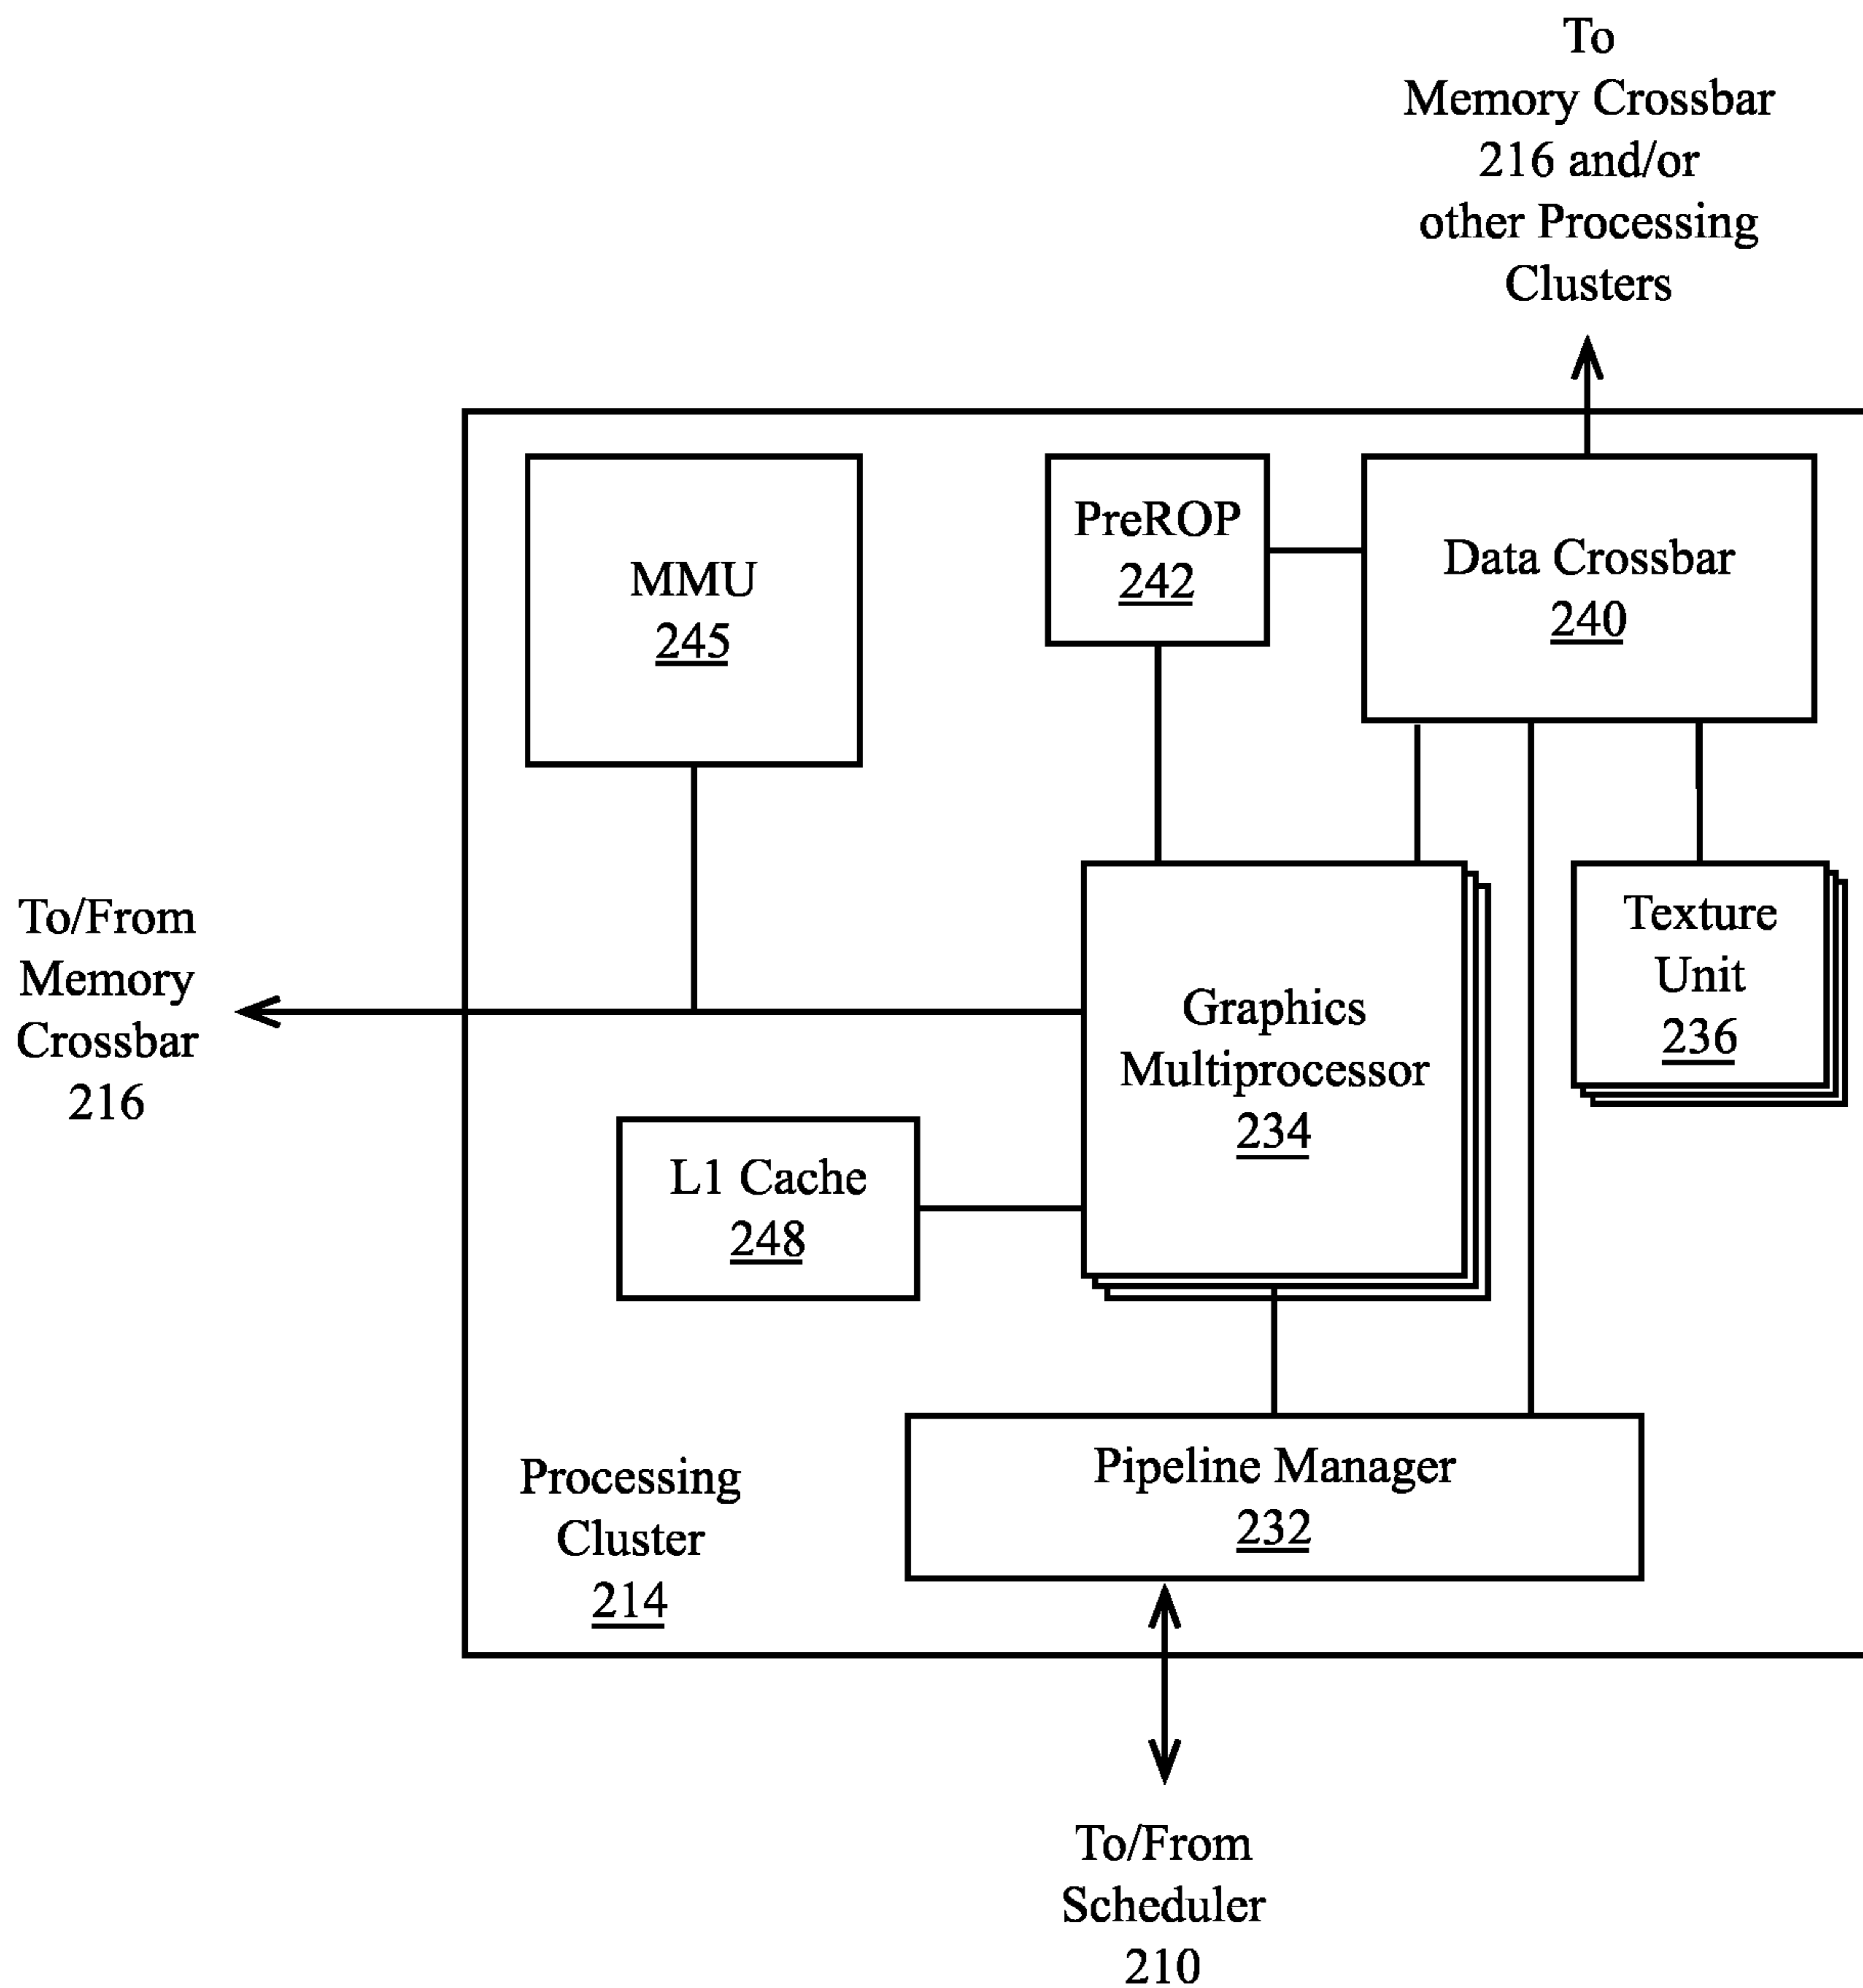 To
Memory Crossbar
216 and/or
other Processing
Clusters
MMU
245
PreROP
242
Data Crossbar
240
To/From
Memory
Crossbar
216
Graphics
Multiprocessor
234
Texture
Unit
236
L1 Cache
248
Processing
Cluster
214
Pipeline Manager
232
To/From
Scheduler
210